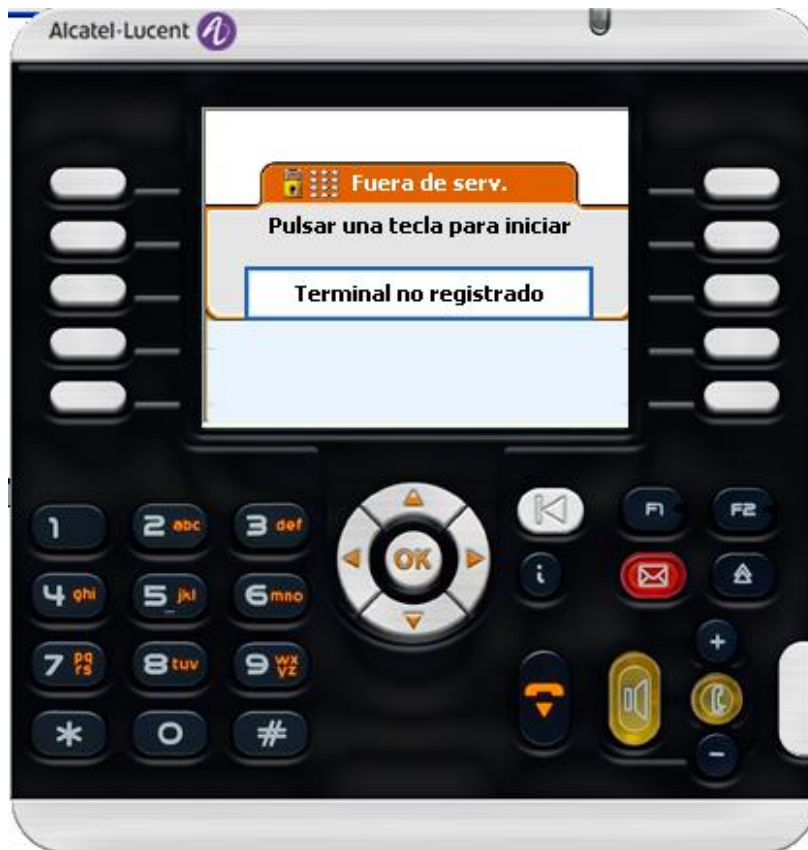 Alcatel·Lucent
Fuera de serv.
Pulsar una tecla para iniciar
Terminal no registrado
F1 F2
1 2 abc 3 def
OK
i
4 ghi 5 jkl 6 mno
7 pqrs 8 tuv 9 wxyz
+
* 0 #
-